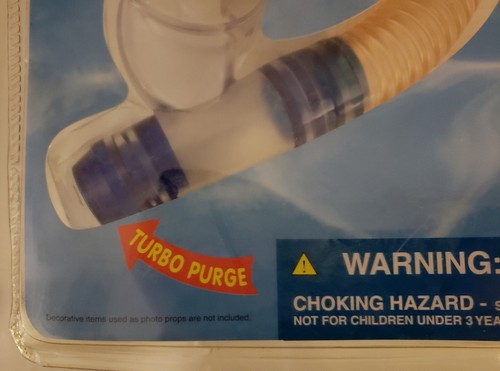 TURBO PURGE
WARNING:
CHOKING HAZARD -
NOT FOR CHILDREN UNDER 3 YEA
Decorative items used as photo props are not included.